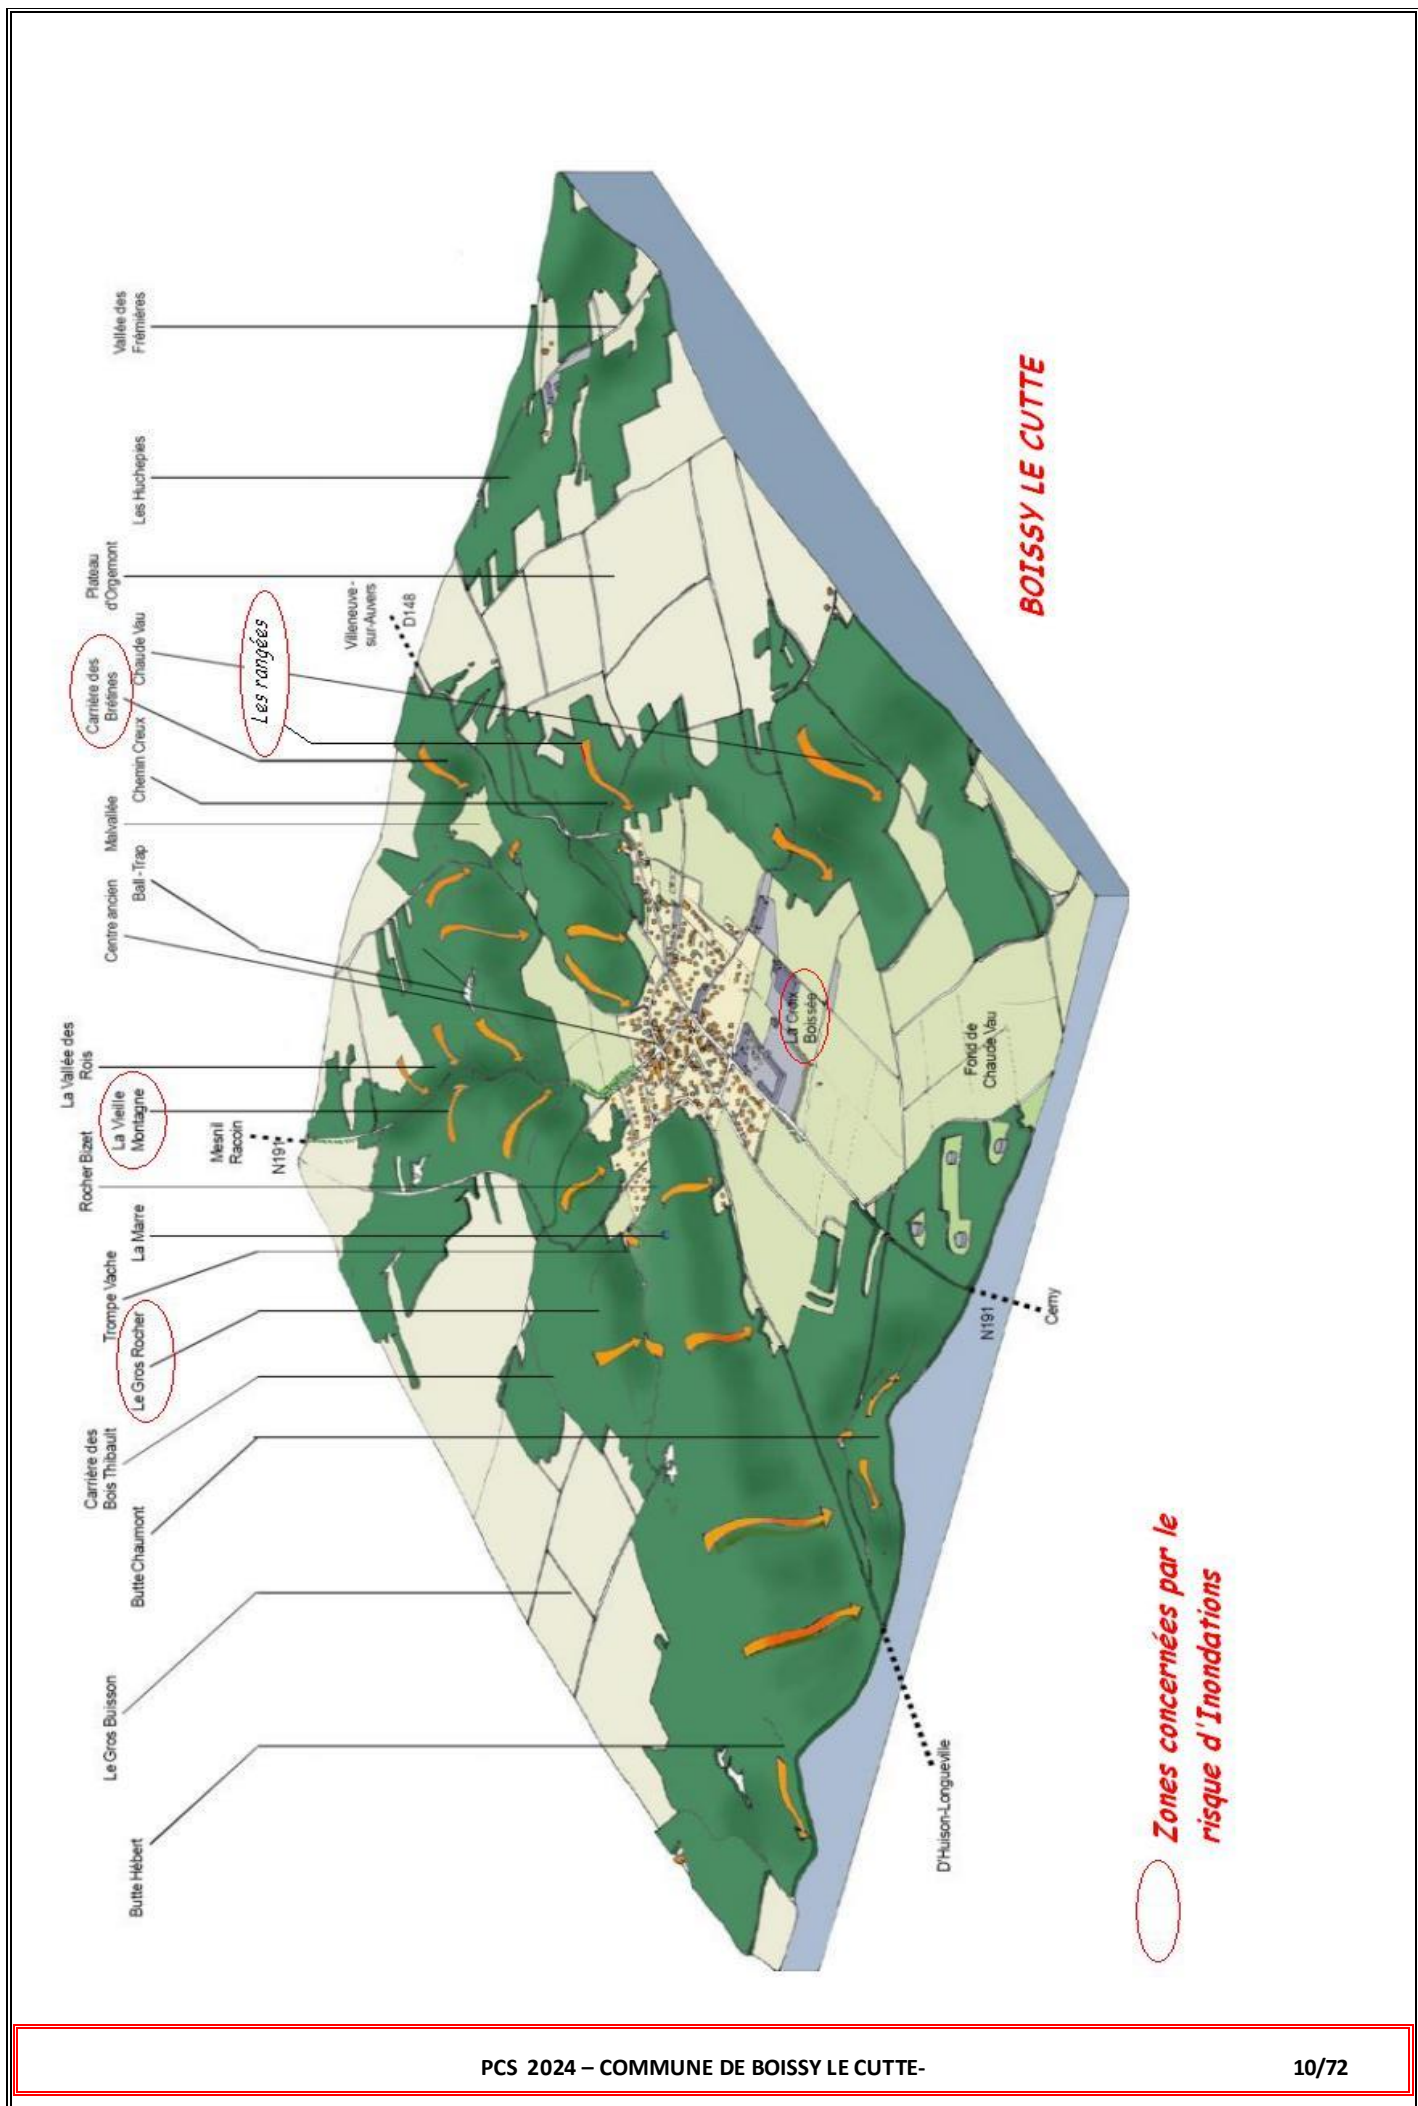 Butte Hébert
Le Gros Buisson
Butte Chaumont
Carrière des
Bois Thibault
Le Gros Rocher
Trompe Vache
La Marre
Rocher Bizet
La Vieille
Montagne
La Vallée des
Rois
Centre ancien
Ball-Trap
Malvallée
Chemin Creux
Carrière des
Brétines
Chaude Vau
Plateau
d'Orgemont
Les Huchepies
Vallée des
Frémières
Mesnil
Racoin
N191
Les rangées
Villeneuve-
sur-Auvers
D148
La Croix
Boissée
Fond de
Chaude Vau
D'Huison-Longueville
N191
Cerny
BOISSY LE CUTTE
Zones concernées par le
risque d'Inondations
PCS 2024 – COMMUNE DE BOISSY LE CUTTE- 10/72